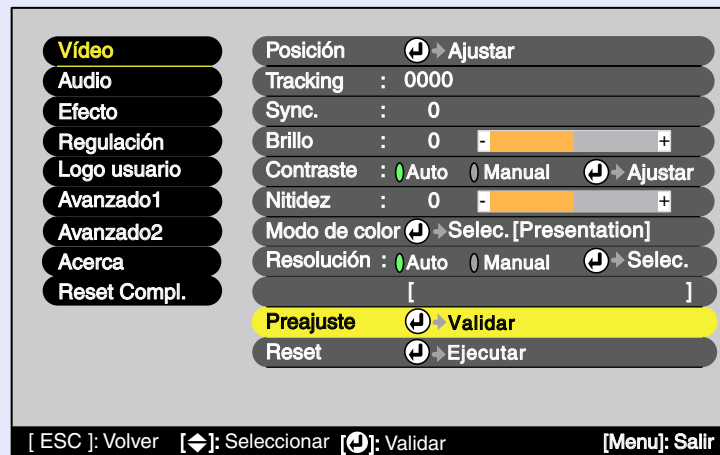 Vídeo
Audio
Efecto
Regulación
Logo usuario
Avanzado1
Avanzado2
Acerca
Reset Compl.
Posición Ajustar
Tracking : 0000
Sync. : 0
Brillo : 0 - +
Contraste : Auto Manual Ajustar
Nitidez : 0 - +
Modo de color Selec. [Presentation]
Resolución : Auto Manual Selec.
[ ]
Preajuste Validar
Reset Ejecutar
[ ESC ]: Volver [ ]: Seleccionar [ ]: Validar [Menu]: Salir